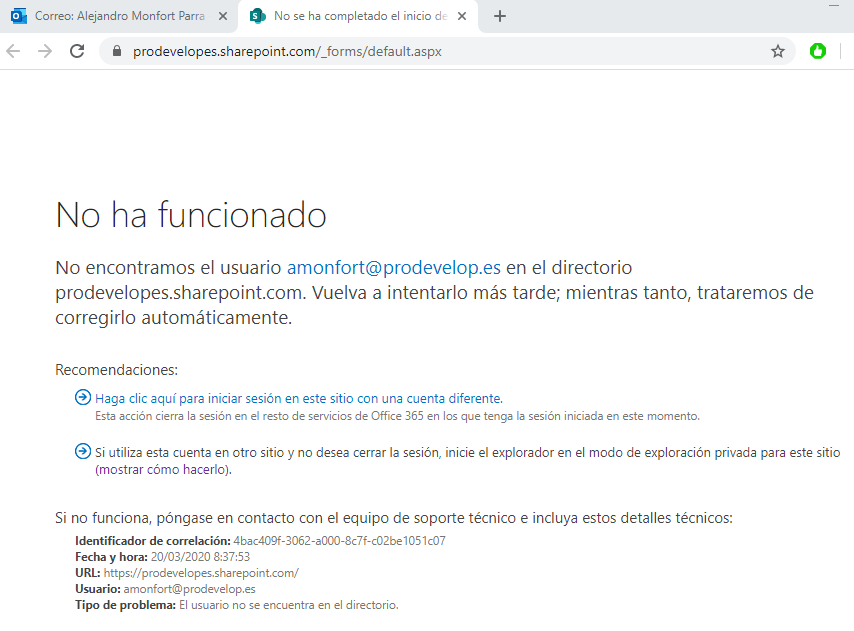 Correo: Alejandro Monfort Parra
No se ha completado el inicio de
prodevelopes.sharepoint.com/_forms/default.aspx
No ha funcionado
No encontramos el usuario amonfort@prodevelop.es en el directorio
prodevelopes.sharepoint.com. Vuelva a intentarlo más tarde; mientras tanto, trataremos de
corregirlo automáticamente.
Recomendaciones:
Haga clic aquí para iniciar sesión en este sitio con una cuenta diferente.
Esta acción cierra la sesión en el resto de servicios de Office 365 en los que tenga la sesión iniciada en este momento.
Si utiliza esta cuenta en otro sitio y no desea cerrar la sesión, inicie el explorador en el modo de exploración privada para este sitio
(mostrar cómo hacerlo).
Si no funciona, póngase en contacto con el equipo de soporte técnico e incluya estos detalles técnicos:
Identificador de correlación: 4bac409f-3062-a000-8c7f-c02be1051c07
Fecha y hora: 20/03/2020 8:37:53
URL: https://prodevelopes.sharepoint.com/
Usuario: amonfort@prodevelop.es
Tipo de problema: El usuario no se encuentra en el directorio.